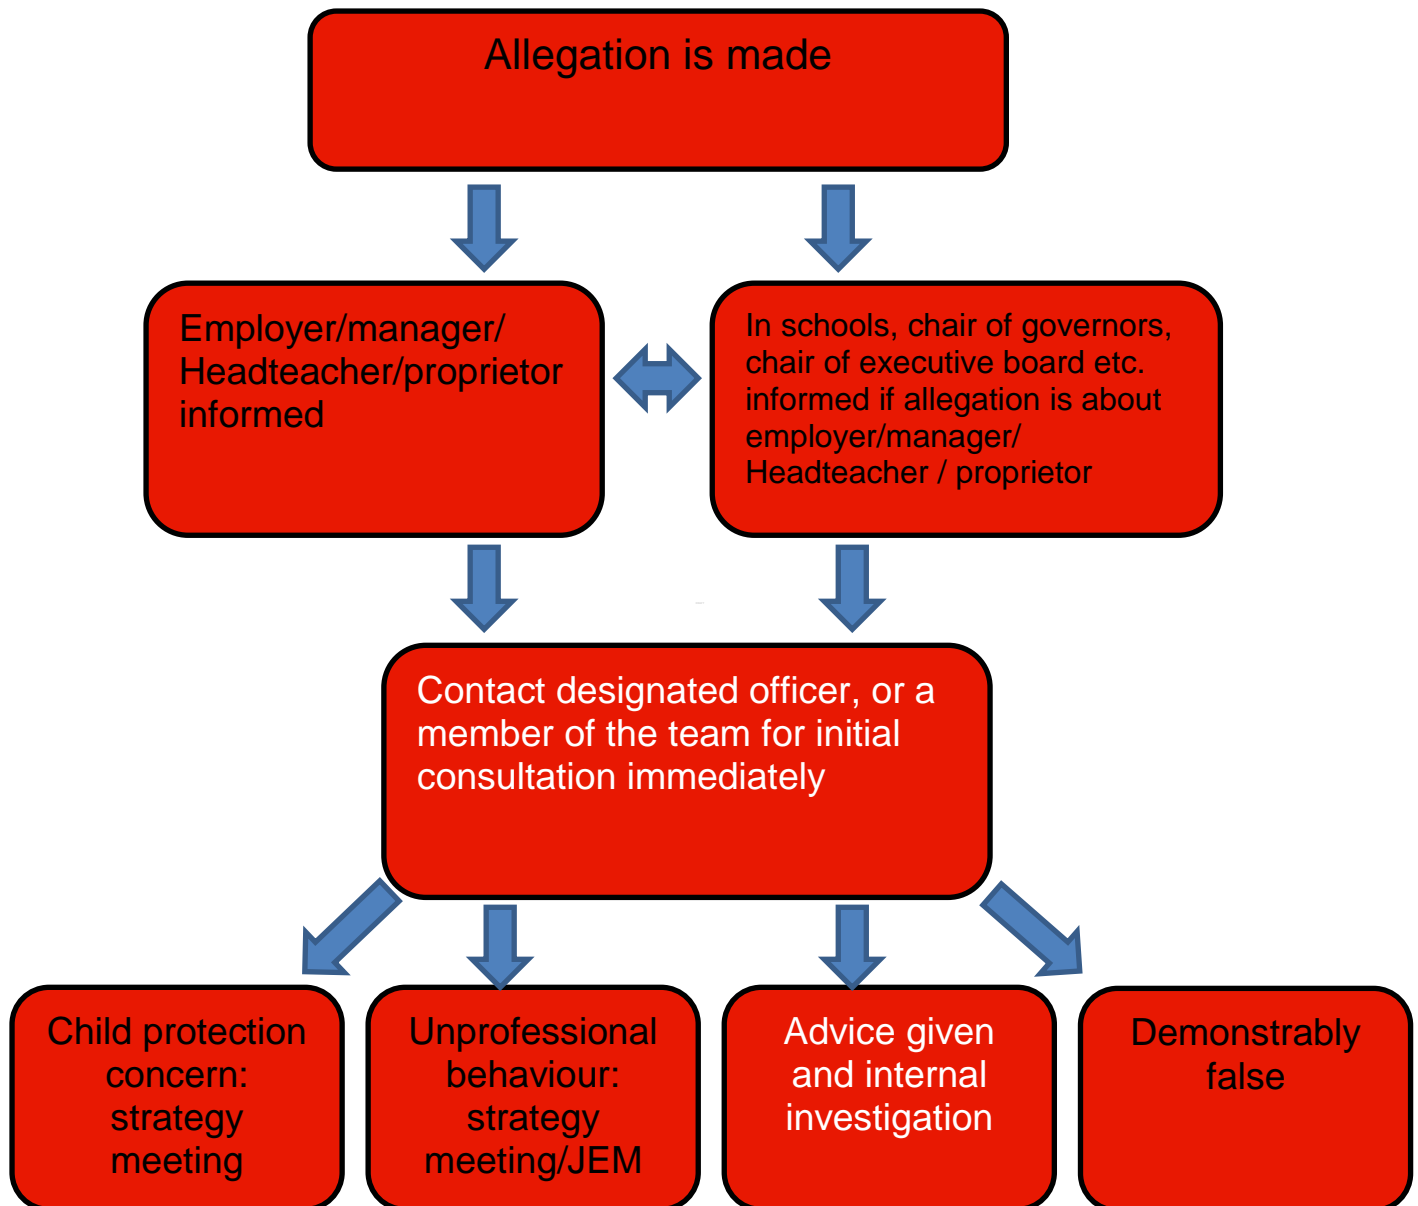 Allegation is made
Employer/manager/
Headteacher/proprietor
informed
In schools, chair of governors,
chair of executive board etc.
informed if allegation is about
employer/manager/
Headteacher / proprietor
Contact designated officer, or a
member of the team for initial
consultation immediately
Child protection
concern:
strategy
meeting
Unprofessional
behaviour:
strategy
meeting/JEM
Advice given
and internal
investigation
Demonstrably
false